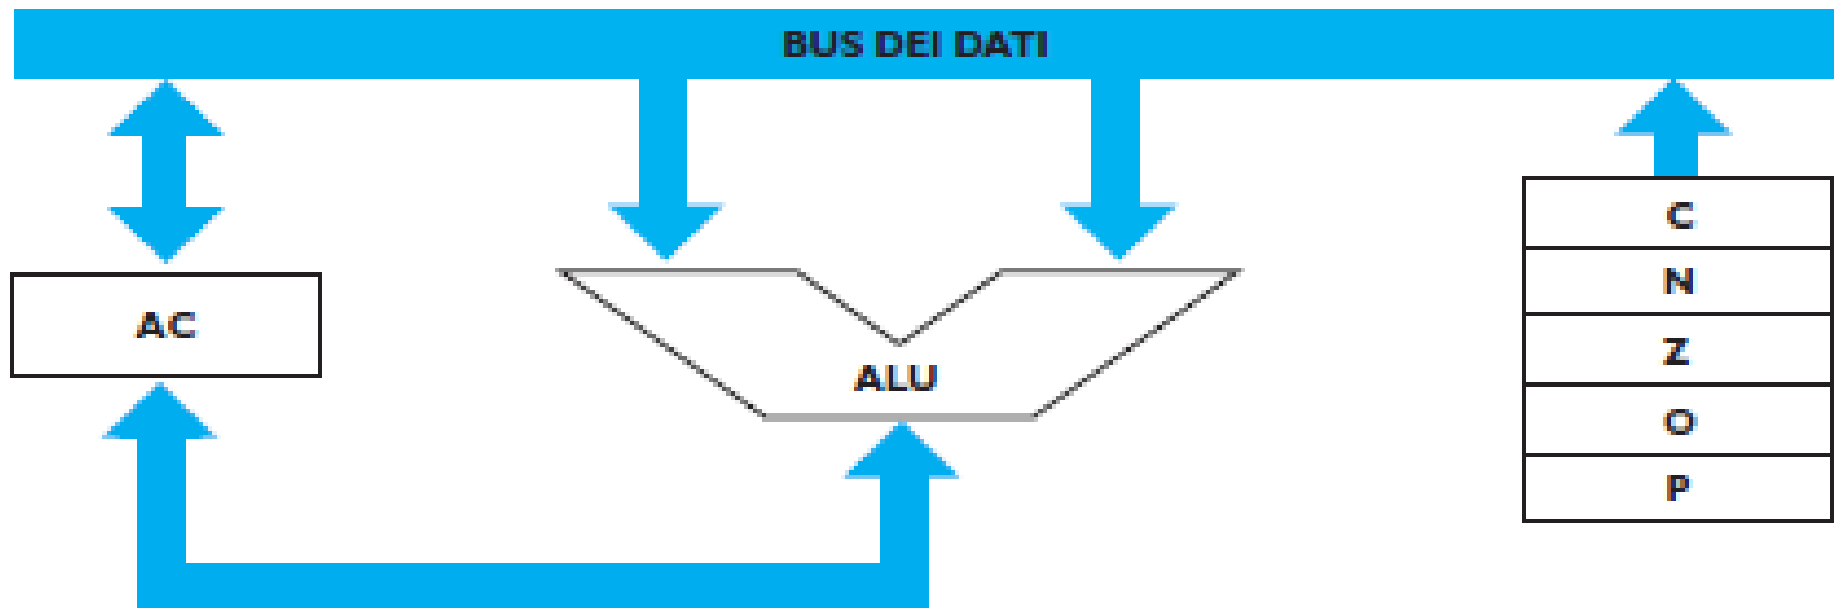 BUS DEI DATI
AC
ALU
C
N
Z
O
P